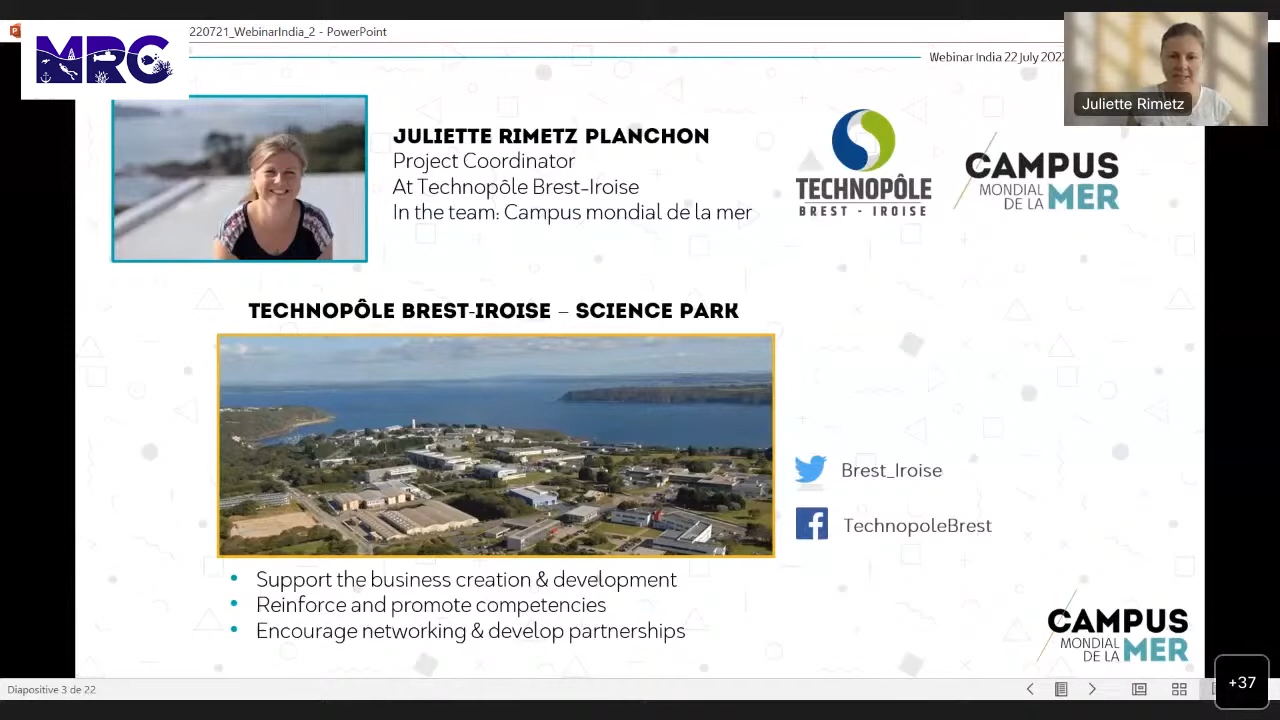 220721_WebinarIndia_2 - PowerPoint
MRC
Webinar India 22 July 2022
Juliette Rimetz
JULIETTE RIMETZ PLANCHON
Project Coordinator
At Technopôle Brest-Iroise
In the team: Campus mondial de la mer
TECHNOPÔLE
BREST - IROISE
CAMPUS
MONDIAL
DE LA MER
TECHNOPÔLE BREST-IROISE – SCIENCE PARK
Brest_Iroise
TechnopoleBrest
• Support the business creation & development
• Reinforce and promote competencies
• Encourage networking & develop partnerships
CAMPUS
MONDIAL
DE LA MER
Diapositive 3 de 22
+37